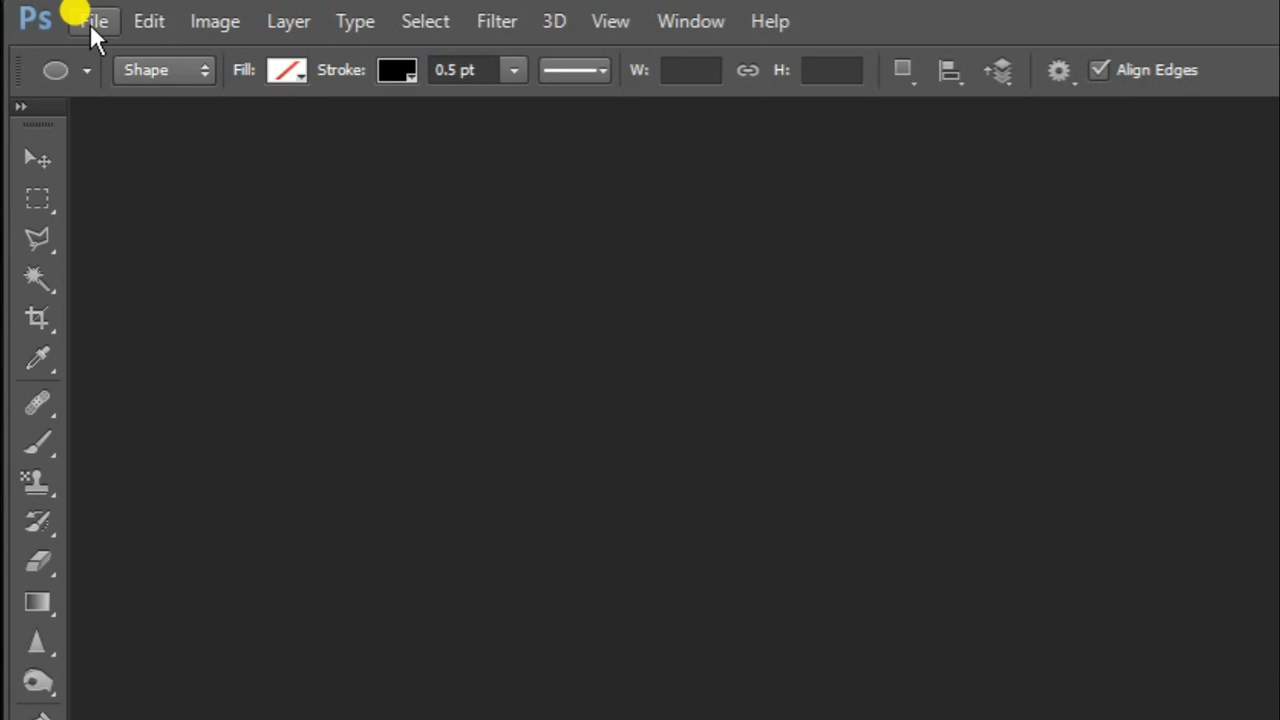 Ps File Edit Image Layer Type Select Filter 3D View Window Help
Shape Fill: Stroke: 0.5 pt W: H: Align Edges